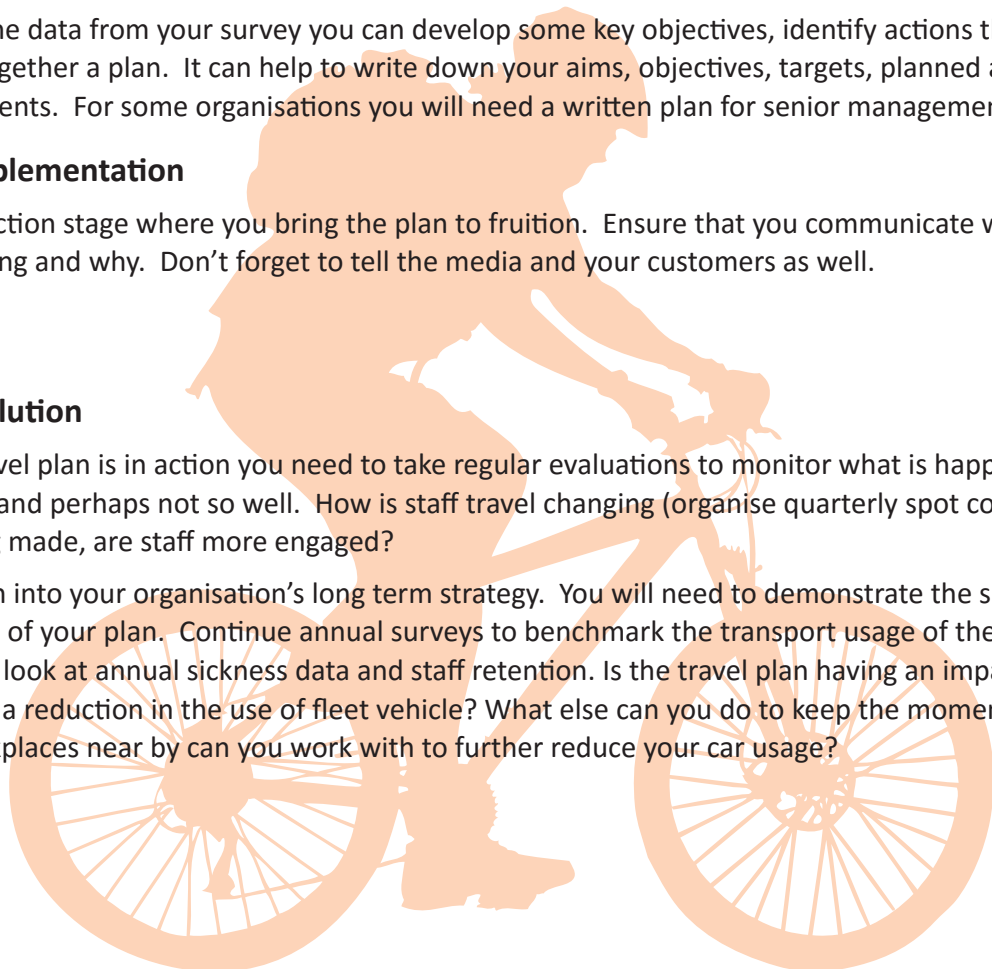 ne data from your survey you can develop some key objectives, identify actions t
gether a plan.  It can help to write down your aims, objectives, targets, planned a
ents.  For some organisations you will need a written plan for senior managemen
plementation
ction stage where you bring the plan to fruition.  Ensure that you communicate w
ng and why.  Don’t forget to tell the media and your customers as well.
lution
vel plan is in action you need to take regular evaluations to monitor what is happ
and perhaps not so well.  How is staff travel changing (organise quarterly spot co
g made, are staff more engaged?
n into your organisation’s long term strategy.  You will need to demonstrate the s
of your plan.  Continue annual surveys to benchmark the transport usage of the
look at annual sickness data and staff retention. Is the travel plan having an impa
a reduction in the use of fleet vehicle? What else can you do to keep the momen
kplaces near by can you work with to further reduce your car usage?